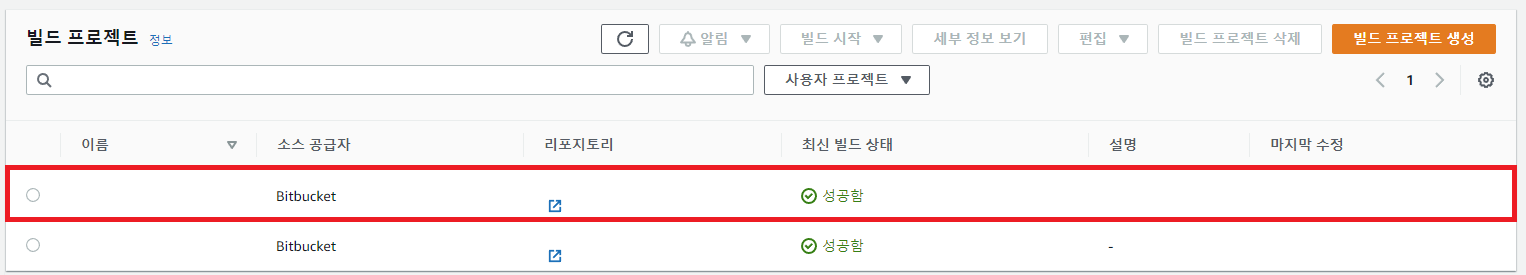 빌드 프로젝트 정보 알림 빌드 시작 세부 정보 보기 편집 빌드 프로젝트 삭제 빌드 프로젝트 생성
사용자 프로젝트 1
이름 소스 공급자 리포지토리 최신 빌드 상태 설명 마지막 수정
Bitbucket 성공함
Bitbucket 성공함 -